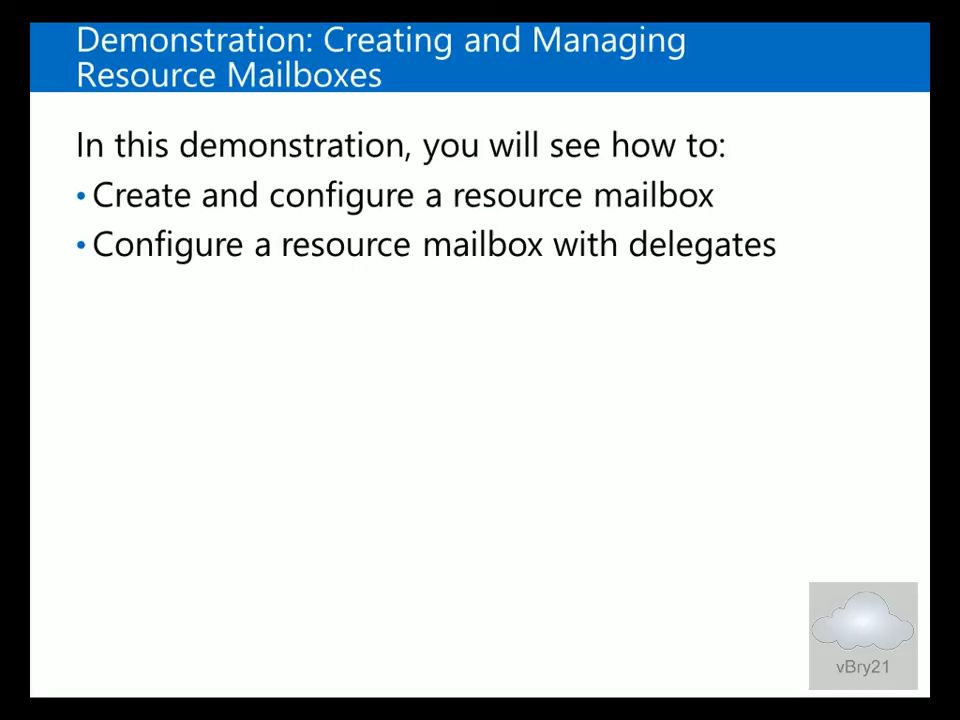 Demonstration: Creating and Managing
Resource Mailboxes
In this demonstration, you will see how to:
• Create and configure a resource mailbox
• Configure a resource mailbox with delegates
vBry21